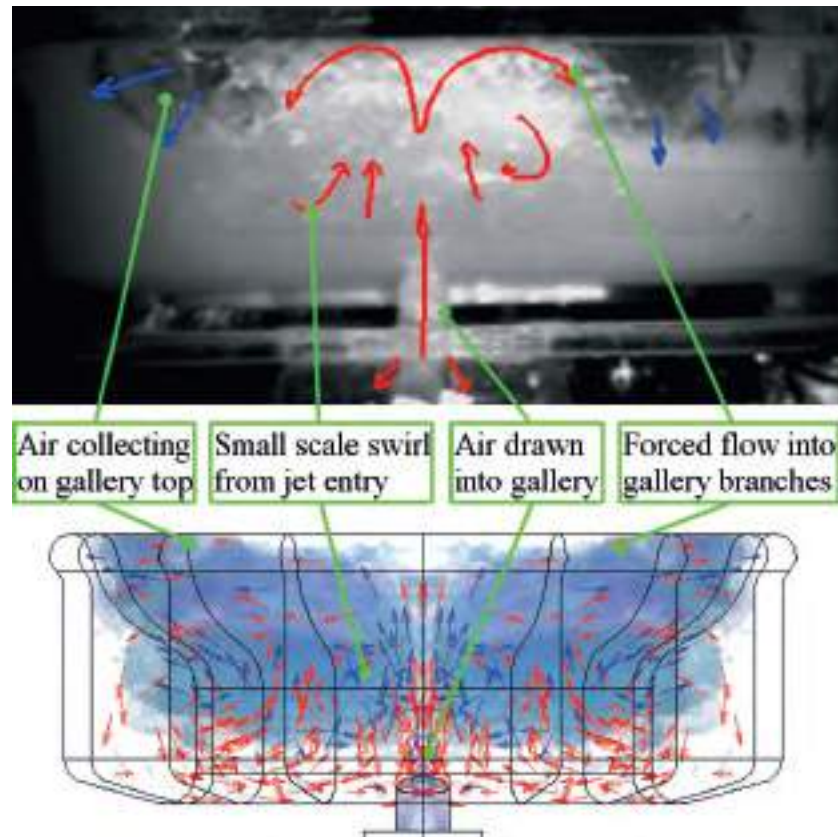 Air collecting
on gallery top
Small scale swirl
from jet entry
Air drawn
into gallery
Forced flow into
gallery branches